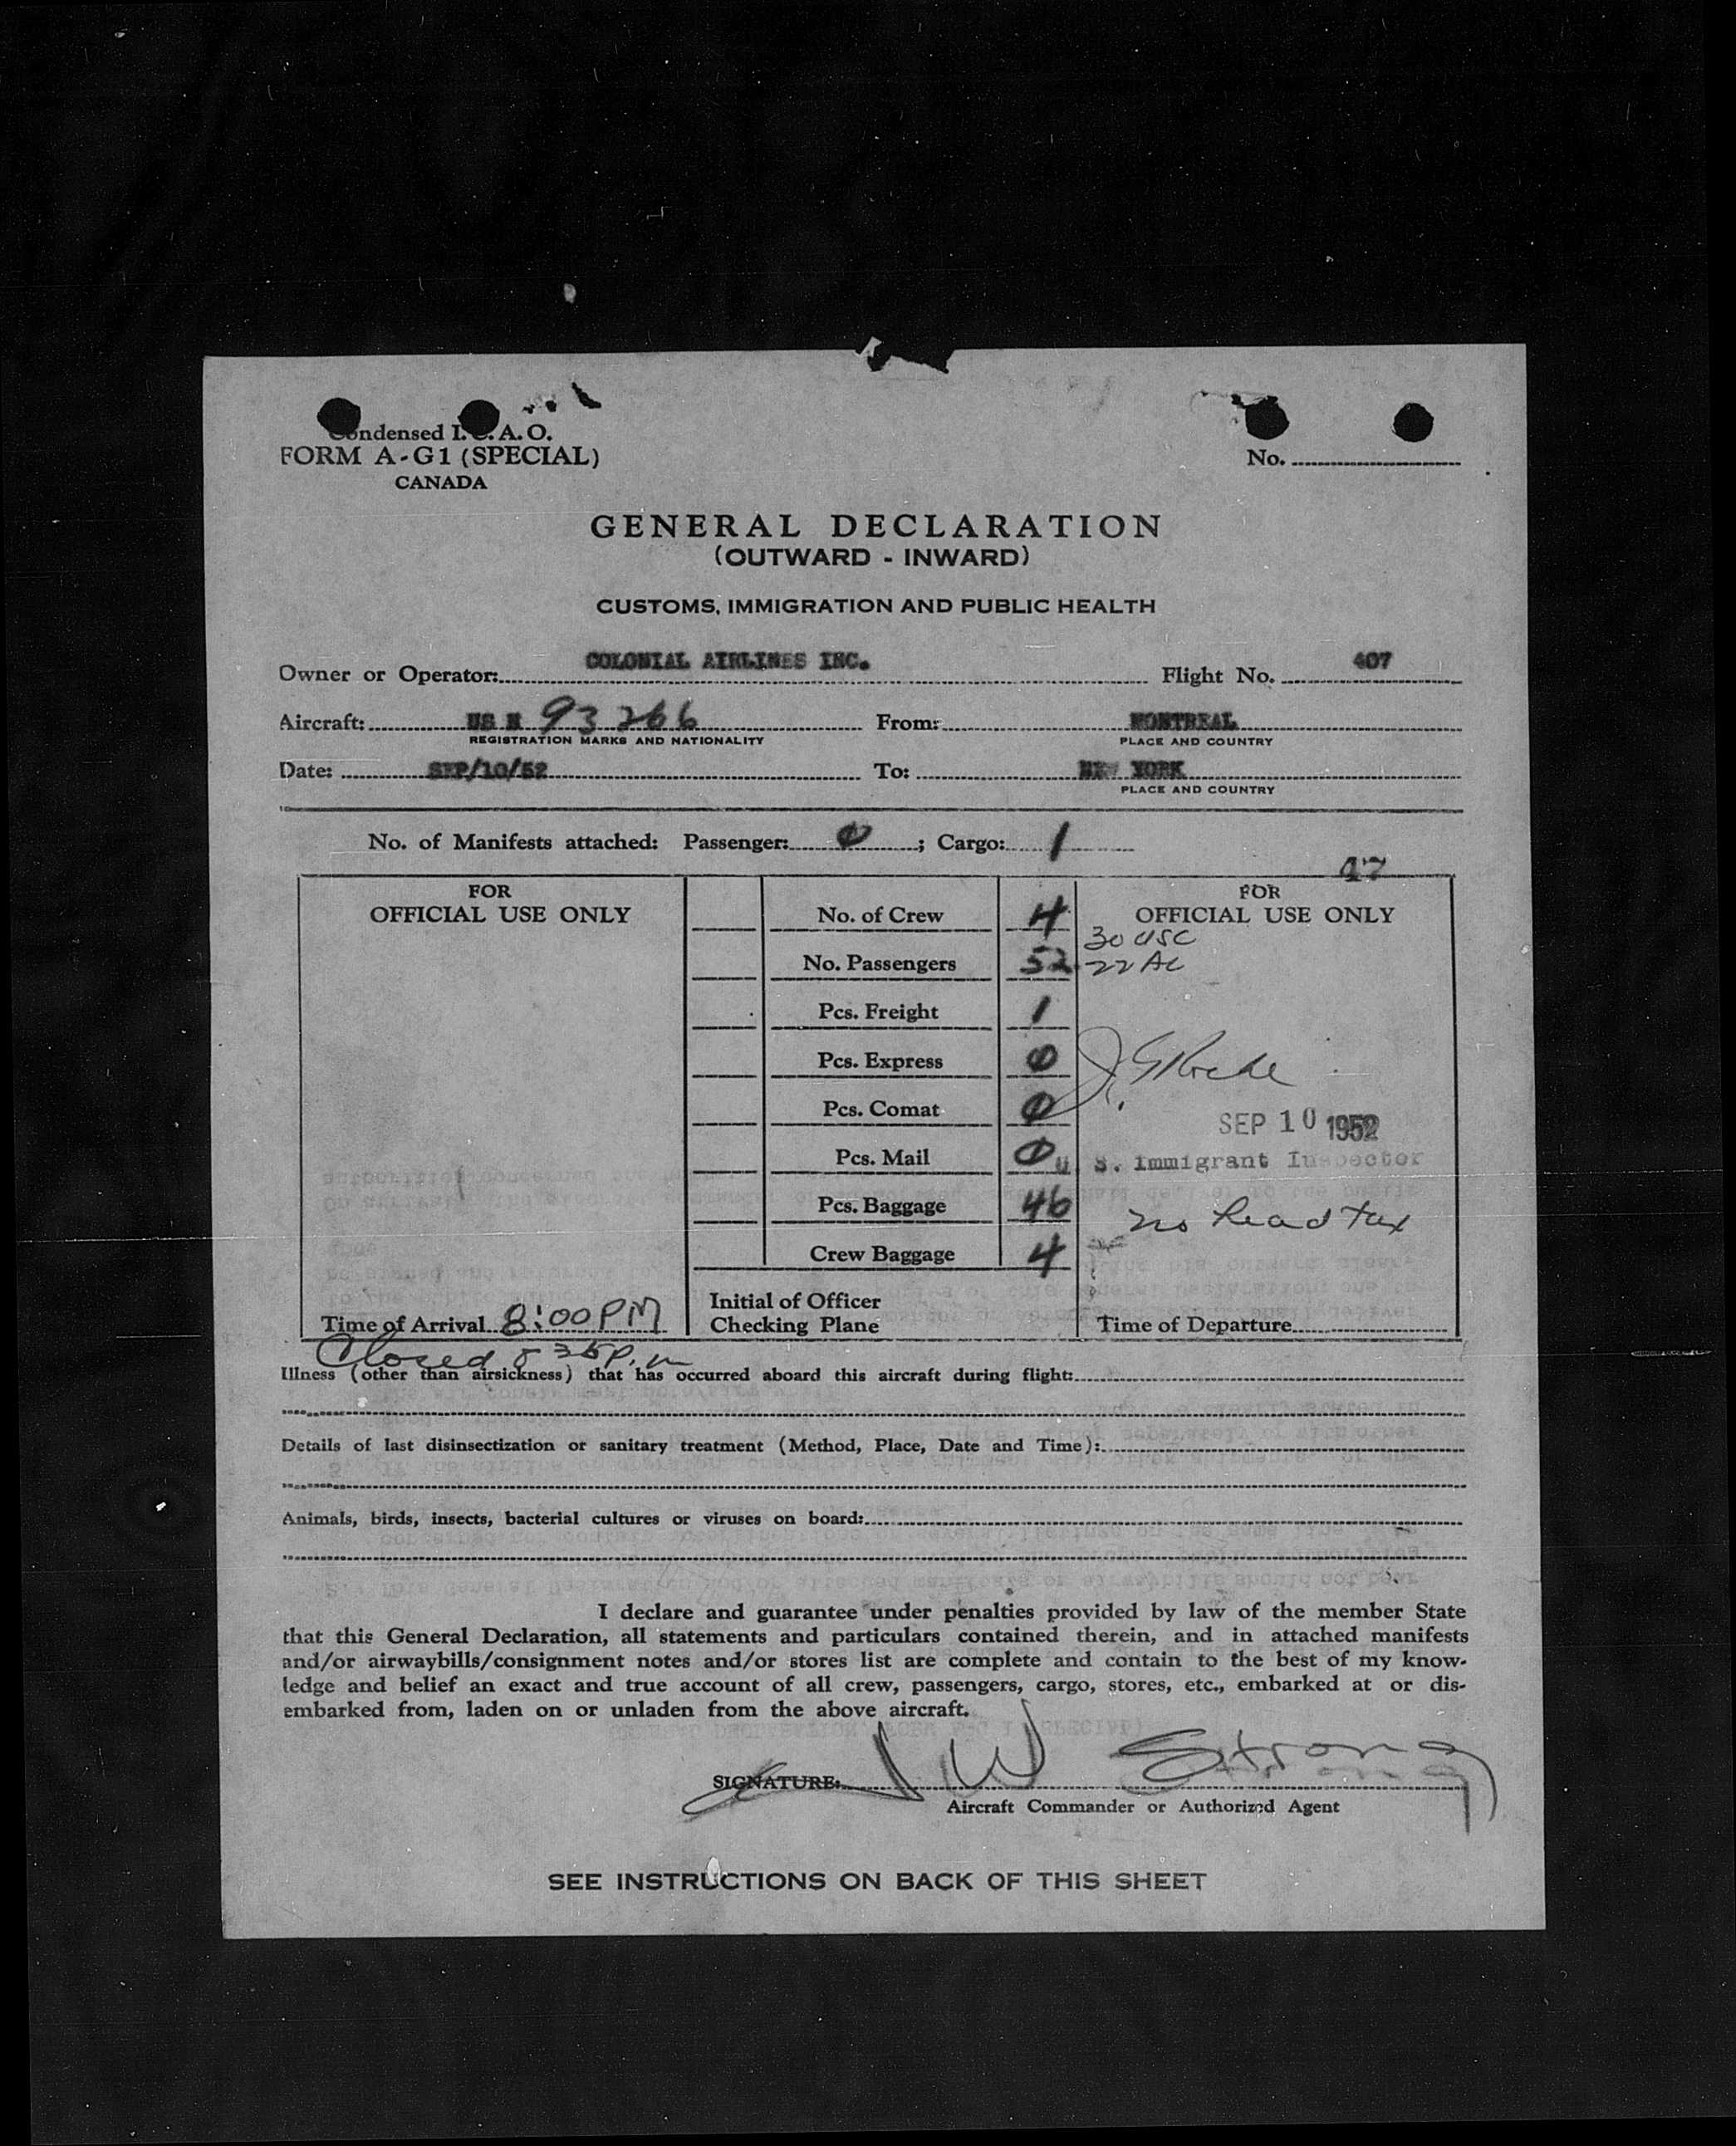 Condensed I.C.A.O.
FORM A-G1 (SPECIAL)
CANADA
No.
GENERAL DECLARATION
(OUTWARD - INWARD)
CUSTOMS, IMMIGRATION AND PUBLIC HEALTH
Owner or Operator: COLONIAL AIRLINES INC. Flight No. 407
Aircraft: US N 93266 From: MONTREAL
REGISTRATION MARKS AND NATIONALITY PLACE AND COUNTRY
Date: SEP/10/52 To: NEW YORK
PLACE AND COUNTRY
No. of Manifests attached: Passenger: 0 ; Cargo: 1
47
FOR
OFFICIAL USE ONLY
No. of Crew 4
No. Passengers 52
Pcs. Freight 1
Pcs. Express 0
Pcs. Comat 0
Pcs. Mail 0
Pcs. Baggage 46
Crew Baggage 4
Initial of Officer
Checking Plane
FOR
OFFICIAL USE ONLY
30 USC
22 AL
SEP 10 1952
U. S. Immigrant Inspector
no head tax
Time of Arrival 8:00 PM
Time of Departure
Closed 8 35 p.m
Illness (other than airsickness) that has occurred aboard this aircraft during flight:
Details of last disinsectization or sanitary treatment (Method, Place, Date and Time):
Animals, birds, insects, bacterial cultures or viruses on board:
I declare and guarantee under penalties provided by law of the member State
that this General Declaration, all statements and particulars contained therein, and in attached manifests
and/or airwaybills/consignment notes and/or stores list are complete and contain to the best of my know-
ledge and belief an exact and true account of all crew, passengers, cargo, stores, etc., embarked at or dis-
embarked from, laden on or unladen from the above aircraft.
SIGNATURE: W Strong
Aircraft Commander or Authorized Agent
SEE INSTRUCTIONS ON BACK OF THIS SHEET